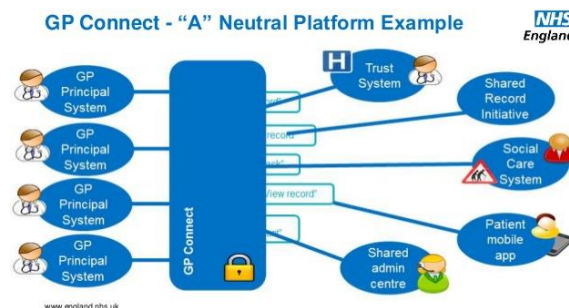 GP Connect - “A” Neutral Platform Example
NHS
England
GP
Principal
System
GP
Principal
System
GP
Principal
System
GP
Principal
System
GP Connect
record
View record”
H
Trust
System
Shared
Record
Initiative
Social
Care
System
Patient
mobile
app
Shared
admin
centre
www.england.nhs.uk